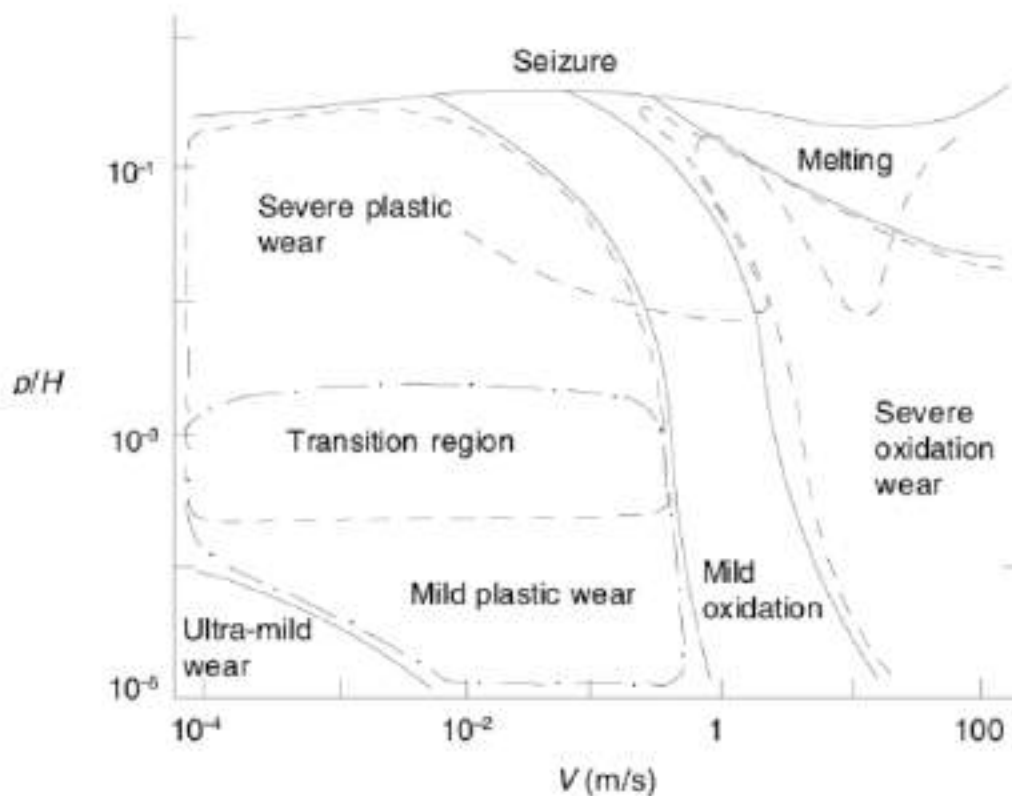 Seizure
10⁻¹
Melting
Severe plastic
wear
p/H
10⁻³
Transition region
Severe
oxidation
wear
Mild plastic wear
Mild
oxidation
Ultra-mild
wear
10⁻⁵
10⁻⁴
10⁻²
1
100
V (m/s)